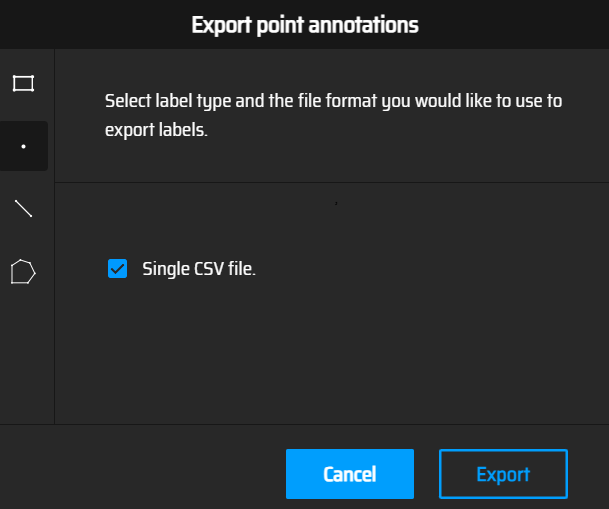 Export point annotations
Select label type and the file format you would like to use to
export labels.
Single CSV file.
Cancel
Export